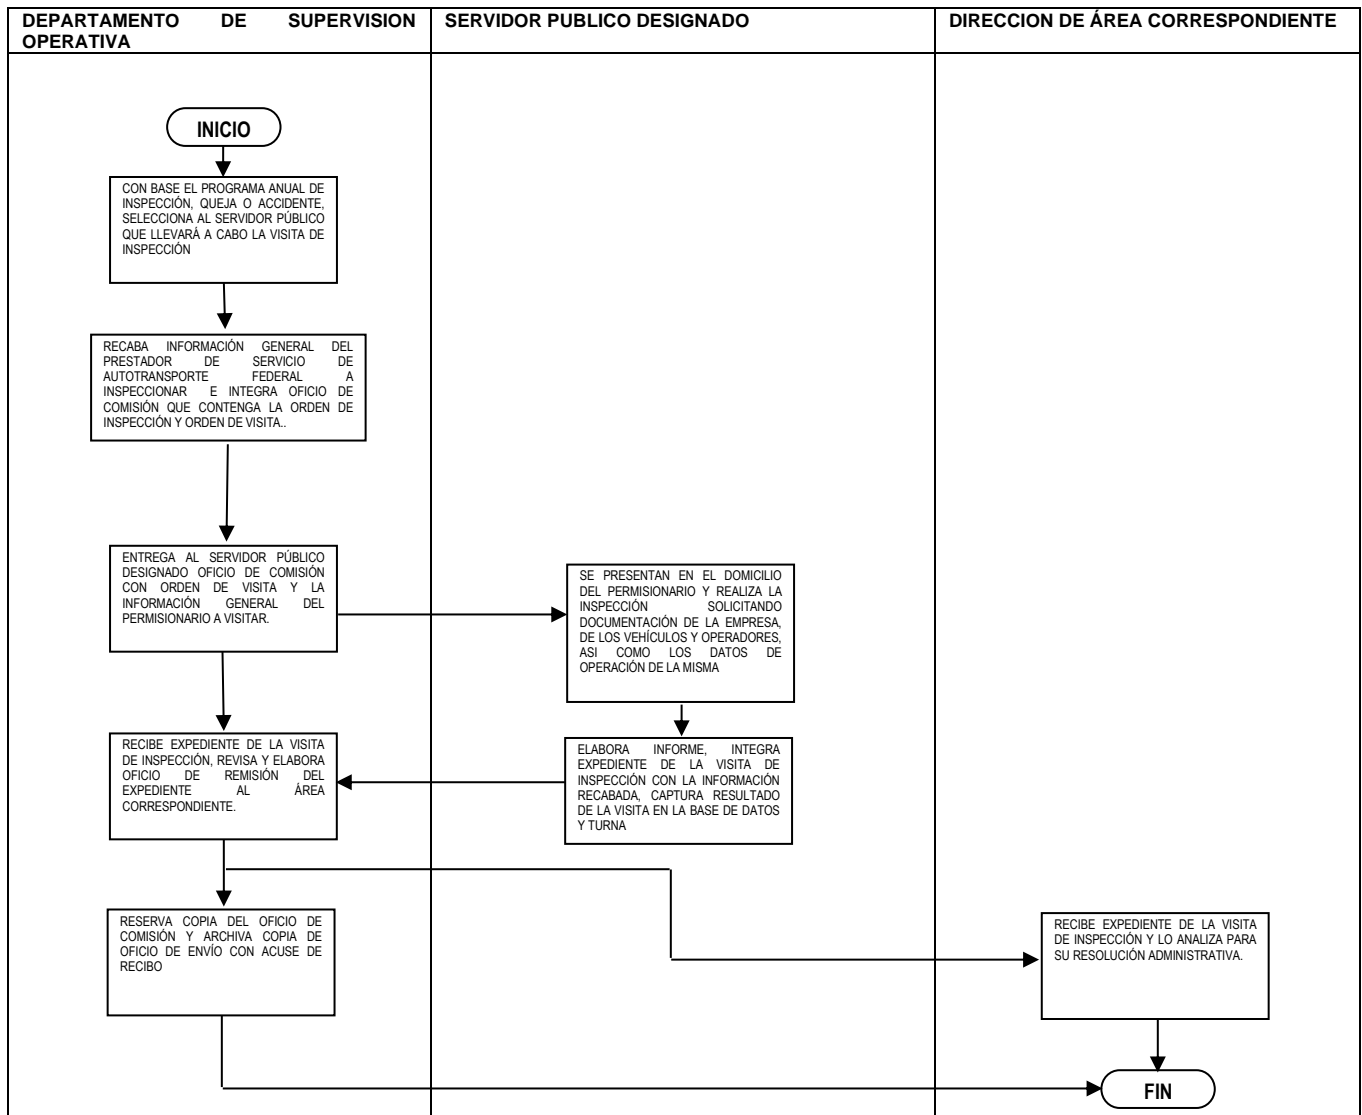 DEPARTAMENTO DE SUPERVISION
OPERATIVA
SERVIDOR PUBLICO DESIGNADO
DIRECCION DE ÁREA CORRESPONDIENTE
INICIO
CON BASE EL PROGRAMA ANUAL DE
INSPECCIÓN, QUEJA O ACCIDENTE,
SELECCIONA AL SERVIDOR PÚBLICO
QUE LLEVARÁ A CABO LA VISITA DE
INSPECCIÓN
RECABA INFORMACIÓN GENERAL DEL
PRESTADOR DE SERVICIO DE
AUTOTRANSPORTE FEDERAL A
INSPECCIONAR E INTEGRA OFICIO DE
COMISIÓN QUE CONTENGA LA ORDEN DE
INSPECCIÓN Y ORDEN DE VISITA..
ENTREGA AL SERVIDOR PÚBLICO
DESIGNADO OFICIO DE COMISIÓN
CON ORDEN DE VISITA Y LA
INFORMACIÓN GENERAL DEL
PERMISIONARIO A VISITAR.
SE PRESENTAN EN EL DOMICILIO
DEL PERMISIONARIO Y REALIZA LA
INSPECCIÓN SOLICITANDO
DOCUMENTACIÓN DE LA EMPRESA,
DE LOS VEHÍCULOS Y OPERADORES,
ASI COMO LOS DATOS DE
OPERACIÓN DE LA MISMA
RECIBE EXPEDIENTE DE LA VISITA
DE INSPECCIÓN, REVISA Y ELABORA
OFICIO DE REMISIÓN DEL
EXPEDIENTE AL ÁREA
CORRESPONDIENTE.
ELABORA INFORME, INTEGRA
EXPEDIENTE DE LA VISITA DE
INSPECCIÓN CON LA INFORMACIÓN
RECABADA, CAPTURA RESULTADO
DE LA VISITA EN LA BASE DE DATOS
Y TURNA
RESERVA COPIA DEL OFICIO DE
COMISIÓN Y ARCHIVA COPIA DE
OFICIO DE ENVÍO CON ACUSE DE
RECIBO
RECIBE EXPEDIENTE DE LA VISITA
DE INSPECCIÓN Y LO ANALIZA PARA
SU RESOLUCIÓN ADMINISTRATIVA.
FIN